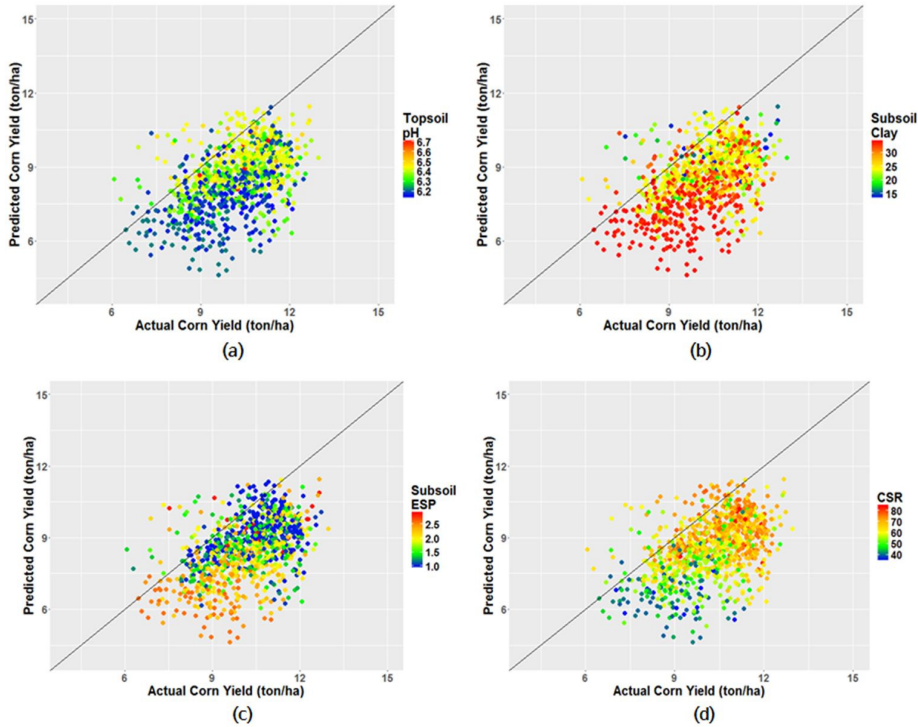 15
12
9
6
Predicted Corn Yield (ton/ha)
6
9
12
15
Actual Corn Yield (ton/ha)
Topsoil
pH
6.7
6.6
6.5
6.4
6.3
6.2
(a)
15
12
9
6
Predicted Corn Yield (ton/ha)
6
9
12
15
Actual Corn Yield (ton/ha)
Subsoil
Clay
30
25
20
15
(b)
15
12
9
6
Predicted Corn Yield (ton/ha)
6
9
12
15
Actual Corn Yield (ton/ha)
Subsoil
ESP
2.5
2.0
1.5
1.0
(c)
15
12
9
6
Predicted Corn Yield (ton/ha)
6
9
12
15
Actual Corn Yield (ton/ha)
CSR
80
70
60
50
40
(d)